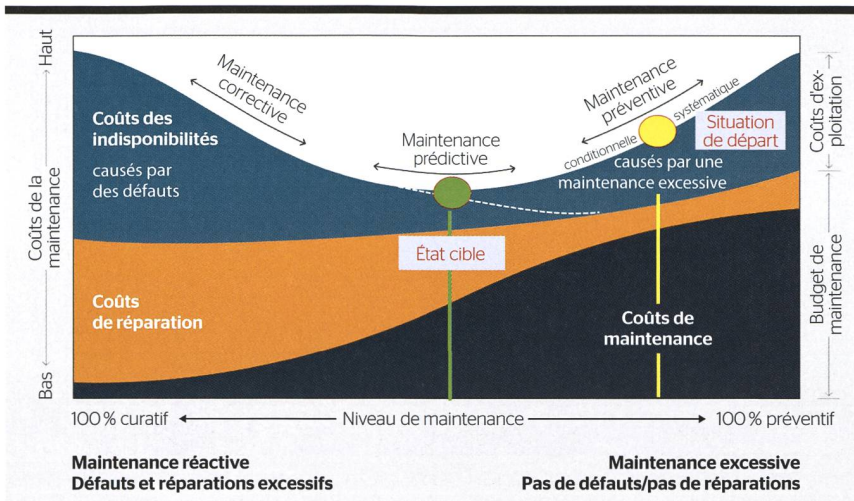 Haut
Coûts de la
maintenance
Bas
Maintenance
corrective
Maintenance
prédictive
Maintenance
préventive
conditionnelle
systématique
Situation
de départ
Coûts des
indisponibilités
causés par
des défauts
causés par une
maintenance excessive
État cible
Coûts
de réparation
Coûts de
maintenance
Coûts d'ex-
ploitation
Budget de
maintenance
100 % curatif
Niveau de maintenance
100 % préventif
Maintenance réactive
Défauts et réparations excessifs
Maintenance excessive
Pas de défauts/pas de réparations